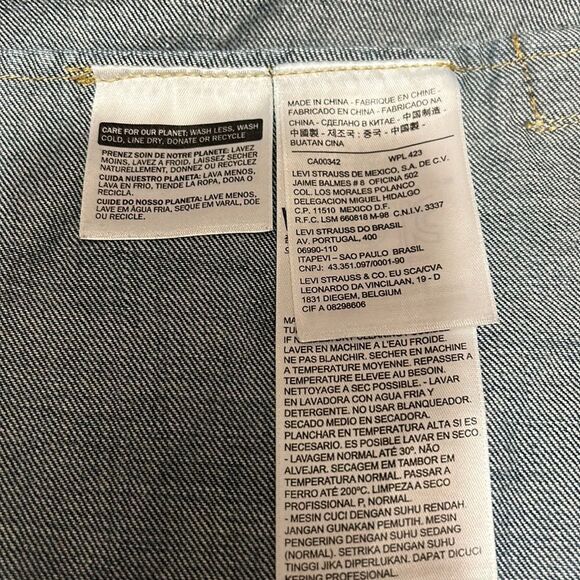 CARE FOR OUR PLANET: WASH LESS, WASH
COLD, LINE DRY, DONATE OR RECYCLE
PRENEZ SOIN DE NOTRE PLANETE: LAVEZ
MOINS, LAVEZ A FROID. LAISSEZ SECHER
NATURELLEMENT, DONNEZ OU RECYCLEZ
CUIDA NUESTRO PLANETA: LAVA MENOS,
LAVA EN FRIO, TIENDE LA ROPA, DONA O
RECICLA
CUIDE DO NOSSO PLANETA: LAVE MENOS,
LAVE EM ÁGUA FRIA, SEQUE EM VARAL, DOE
OU RECICLE.
MADE IN CHINA - FABRIQUE EN CHINE -
FABRICADO EN CHINA - FABRICADO NA
CHINA - СДЕЛАНО В КИТАЕ - 中国製 -
中國製 - 제조국: 중국 - 中国製 -
BUATAN CINA
CA00342 WPL 423
LEVI STRAUSS DE MEXICO, S.A. DE C.V.
JAIME BALMES # 8 OFICINA 502
COL. LOS MORALES POLANCO
DELEGACION MIGUEL HIDALGO
C.P. 11510 MEXICO D.F.
R.F.C. LSM 660818 M-98 C.N.I.V. 3337
LEVI STRAUSS DO BRASIL
AV. PORTUGAL, 400
06990-110
ITAPEVI - SAO PAULO BRASIL
CNPJ: 43.351.097/0001-90
LEVI STRAUSS & CO. EU SCA/CVA
LEONARDO DA VINCILAAN, 19 - D
1831 DIEGEM, BELGIUM
CIF A 08298606
LAVER EN MACHINE A L'EAU FROIDE.
NE PAS BLANCHIR. SECHER EN MACHINE
A TEMPERATURE MOYENNE. REPASSER A
TEMPERATURE ELEVEE AU BESOIN.
NETTOYAGE A SEC POSSIBLE. - LAVAR
EN LAVADORA CON AGUA FRIA Y
DETERGENTE. NO USAR BLANQUEADOR.
SECADO MEDIO EN SECADORA.
PLANCHAR EN TEMPERATURA ALTA SI ES
NECESARIO. ES POSIBLE LAVAR EN SECO.
- LAVAGEM NORMAL ATÉ 30º. NÃO
ALVEJAR. SECAGEM EM TAMBOR EM
TEMPERATURA NORMAL. PASSAR A
FERRO ATÉ 200ºC. LIMPEZA A SECO
PROFISSIONAL P, NORMAL.
- MESIN CUCI DENGAN SUHU RENDAH.
JANGAN GUNAKAN PEMUTIH. MESIN
PENGERING DENGAN SUHU
SEDANG. SETRIKA DENGAN SUHU
TINGGI JIKA DIPERLUKAN. DAPAT DICUCI
KERING